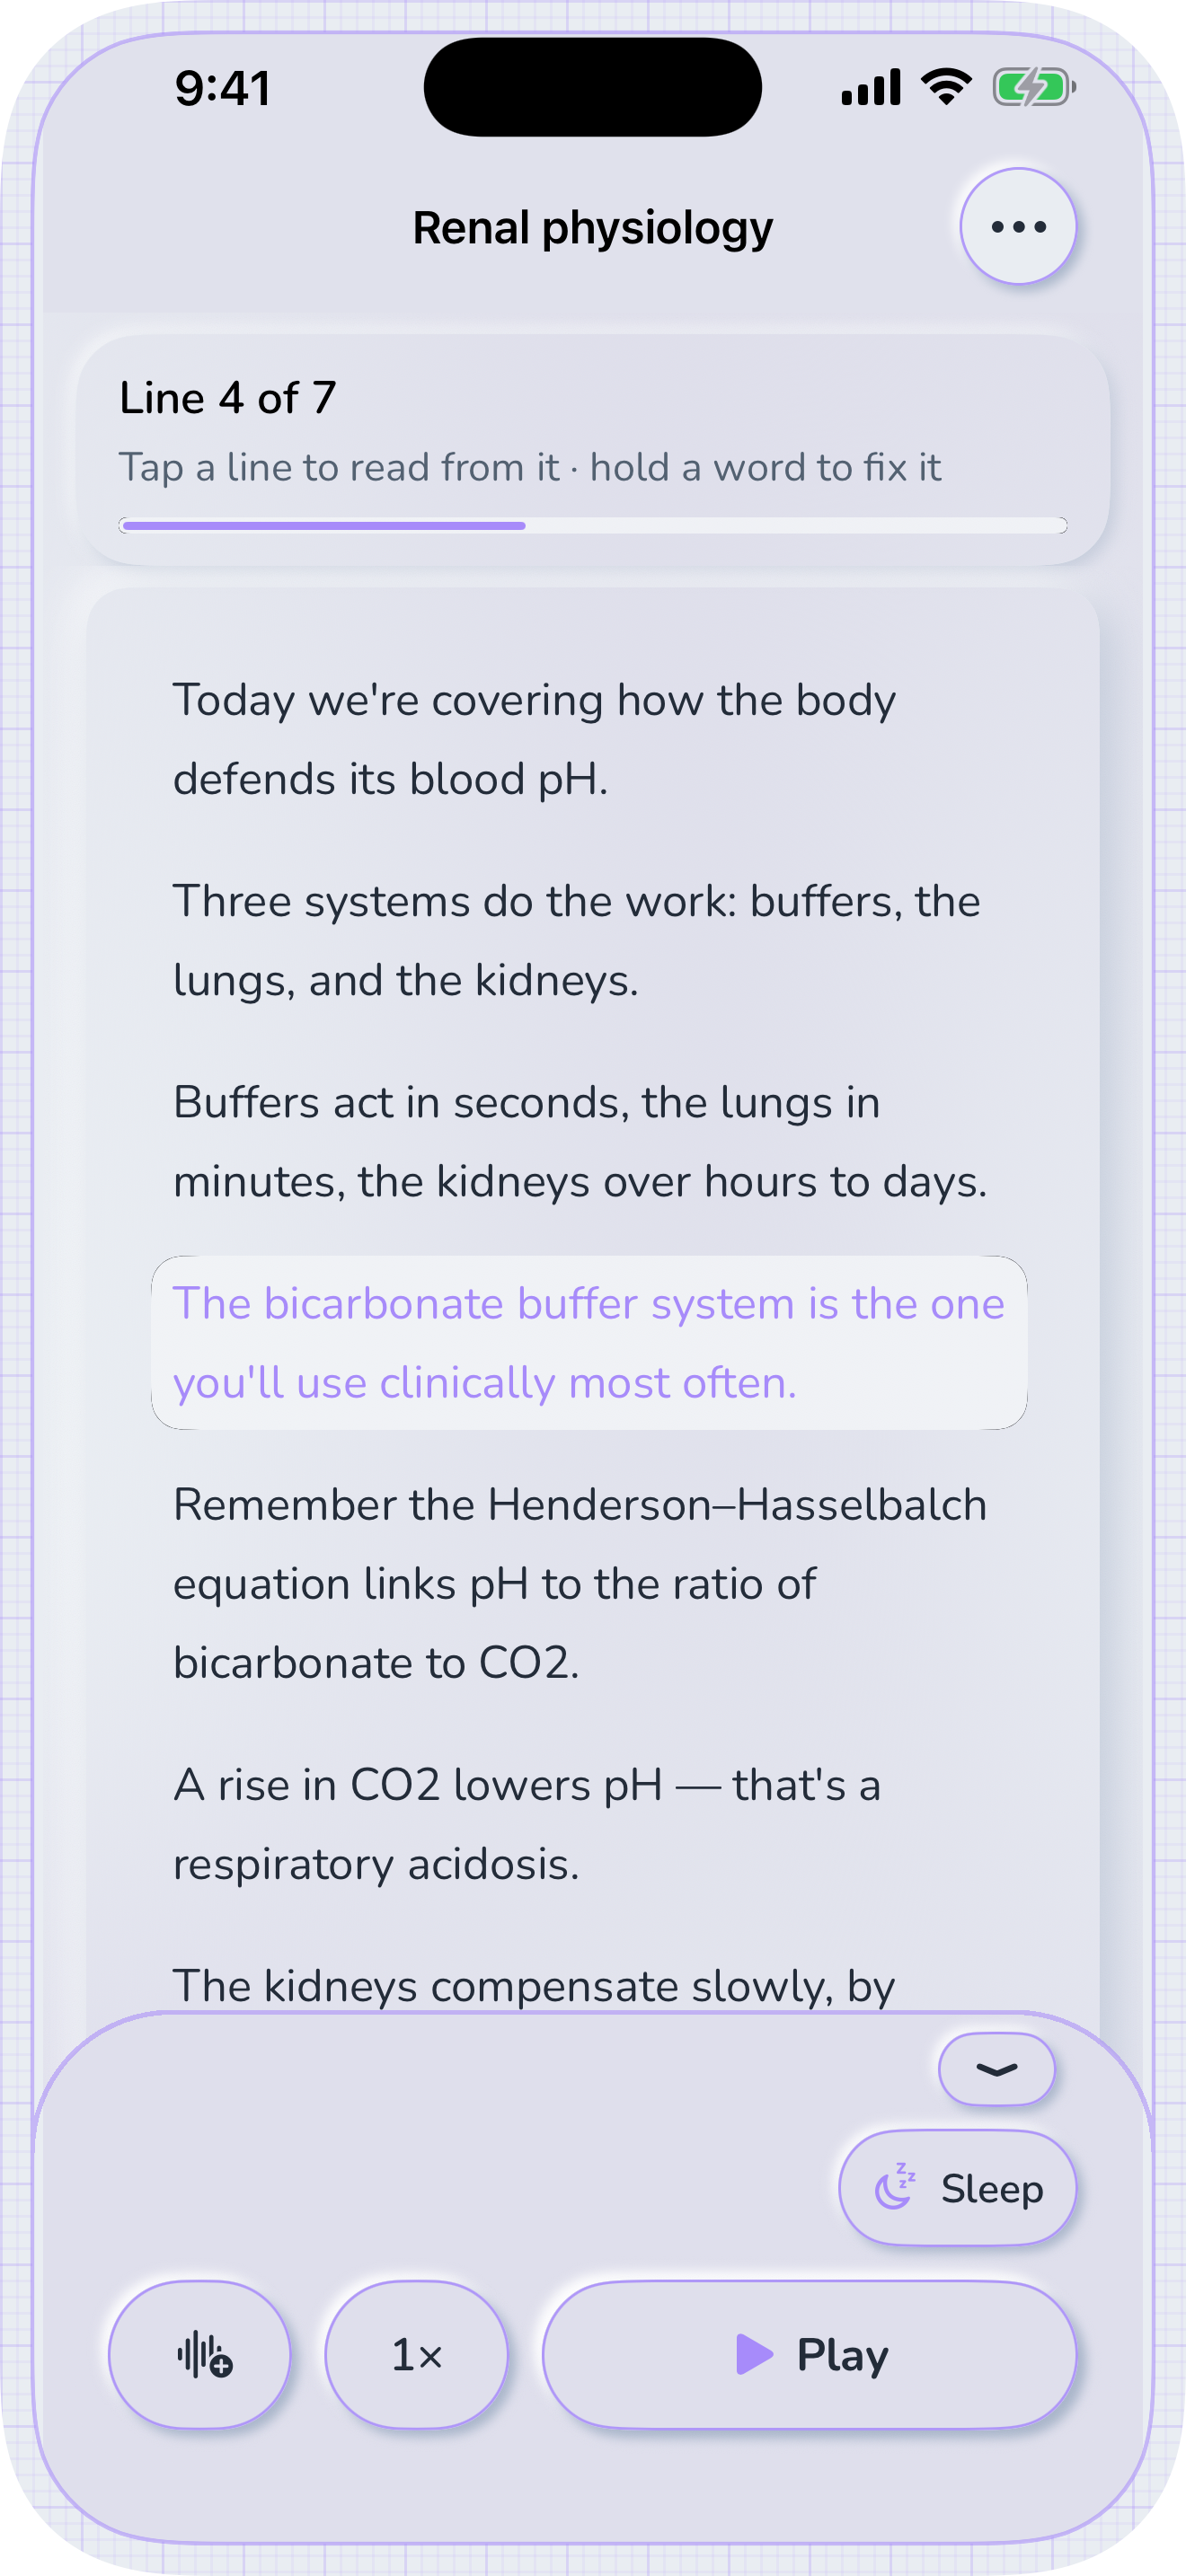 9:41
Renal physiology
Line 4 of 7
Tap a line to read from it · hold a word to fix it
Today we're covering how the body
defends its blood pH.
Three systems do the work: buffers, the
lungs, and the kidneys.
Buffers act in seconds, the lungs in
minutes, the kidneys over hours to days.
The bicarbonate buffer system is the one
you'll use clinically most often.
Remember the Henderson–Hasselbalch
equation links pH to the ratio of
bicarbonate to CO2.
A rise in CO2 lowers pH — that's a
respiratory acidosis.
The kidneys compensate slowly, by
Sleep
1×
Play